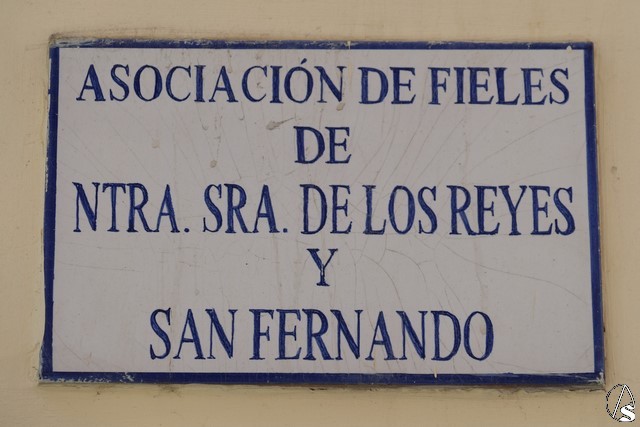 ASOCIACIÓN DE FIELES
DE
NTRA. SRA. DE LOS REYES
Y
SAN FERNANDO